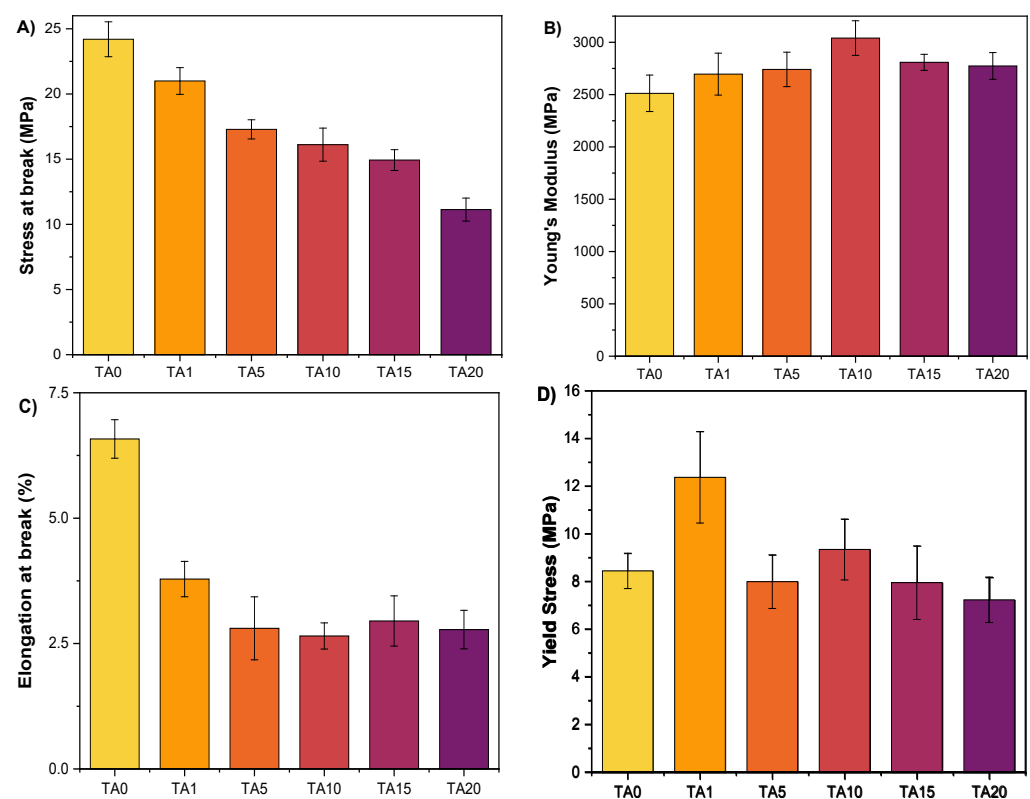 A)
Stress at break (MPa)
25
20
15
10
5
0
TA0 TA1 TA5 TA10 TA15 TA20
B)
Young's Modulus (MPa)
3000
2500
2000
1500
1000
500
0
TA0 TA1 TA5 TA10 TA15 TA20
C)
Elongation at break (%)
7.5
5.0
2.5
0.0
TA0 TA1 TA5 TA10 TA15 TA20
D)
Yield Stress (MPa)
16
14
12
10
8
6
4
2
0
TA0 TA1 TA5 TA10 TA15 TA20